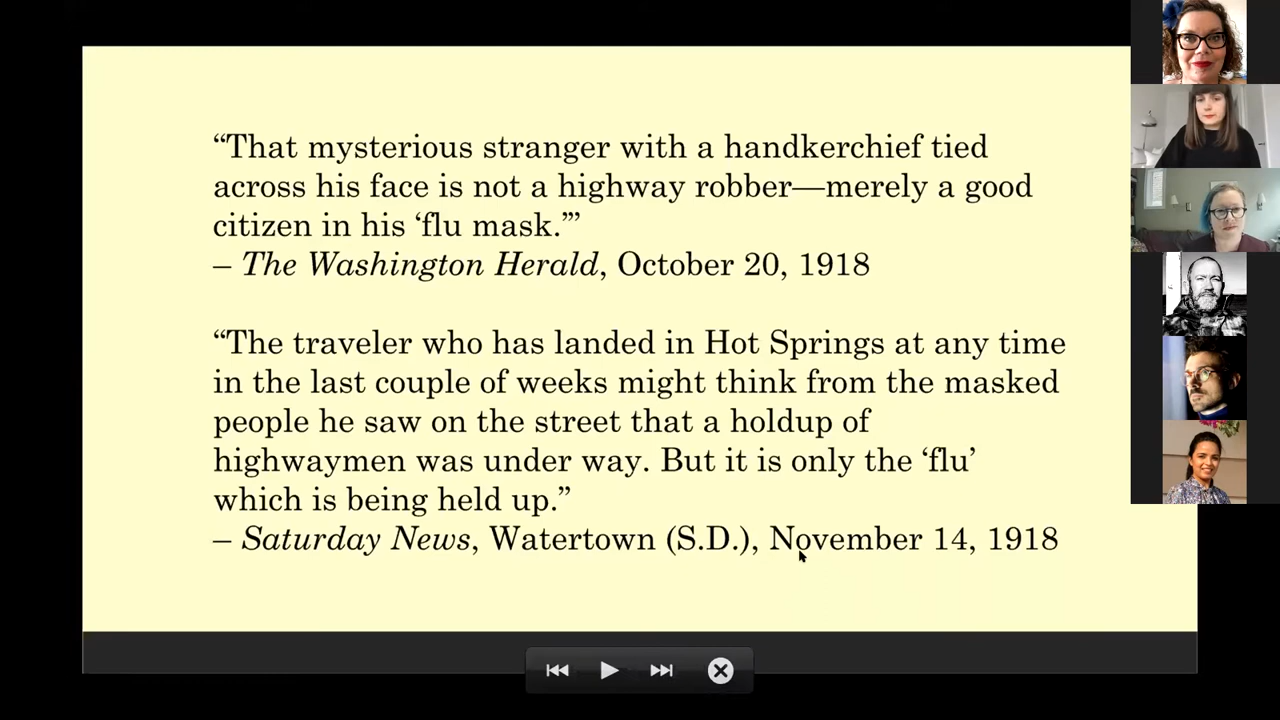 “That mysterious stranger with a handkerchief tied
across his face is not a highway robber—merely a good
citizen in his ‘flu mask.’”
– The Washington Herald, October 20, 1918
“The traveler who has landed in Hot Springs at any time
in the last couple of weeks might think from the masked
people he saw on the street that a holdup of
highwaymen was under way. But it is only the ‘flu’
which is being held up.”
– Saturday News, Watertown (S.D.), November 14, 1918